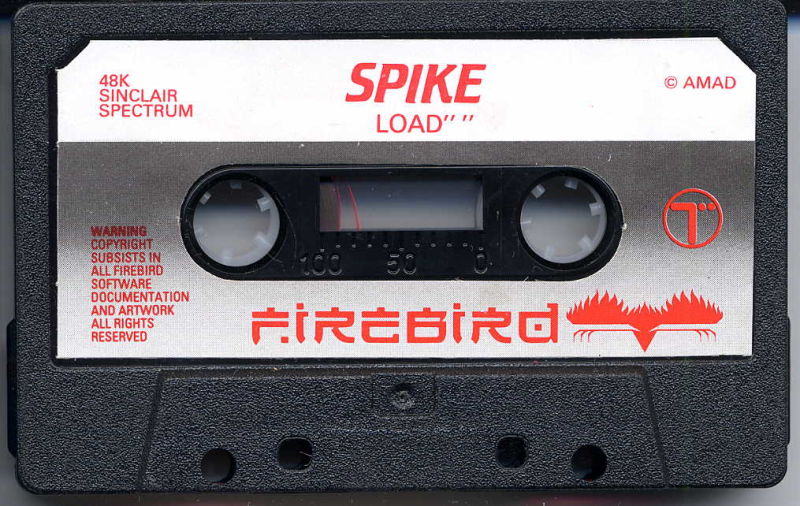 48K
SINCLAIR
SPECTRUM
SPIKE
LOAD” ”
© AMAD
100 50 0
T
WARNING
COPYRIGHT
SUBSISTS IN
ALL FIREBIRD
SOFTWARE
DOCUMENTATION
AND ARTWORK
ALL RIGHTS
RESERVED
FIREBIRD